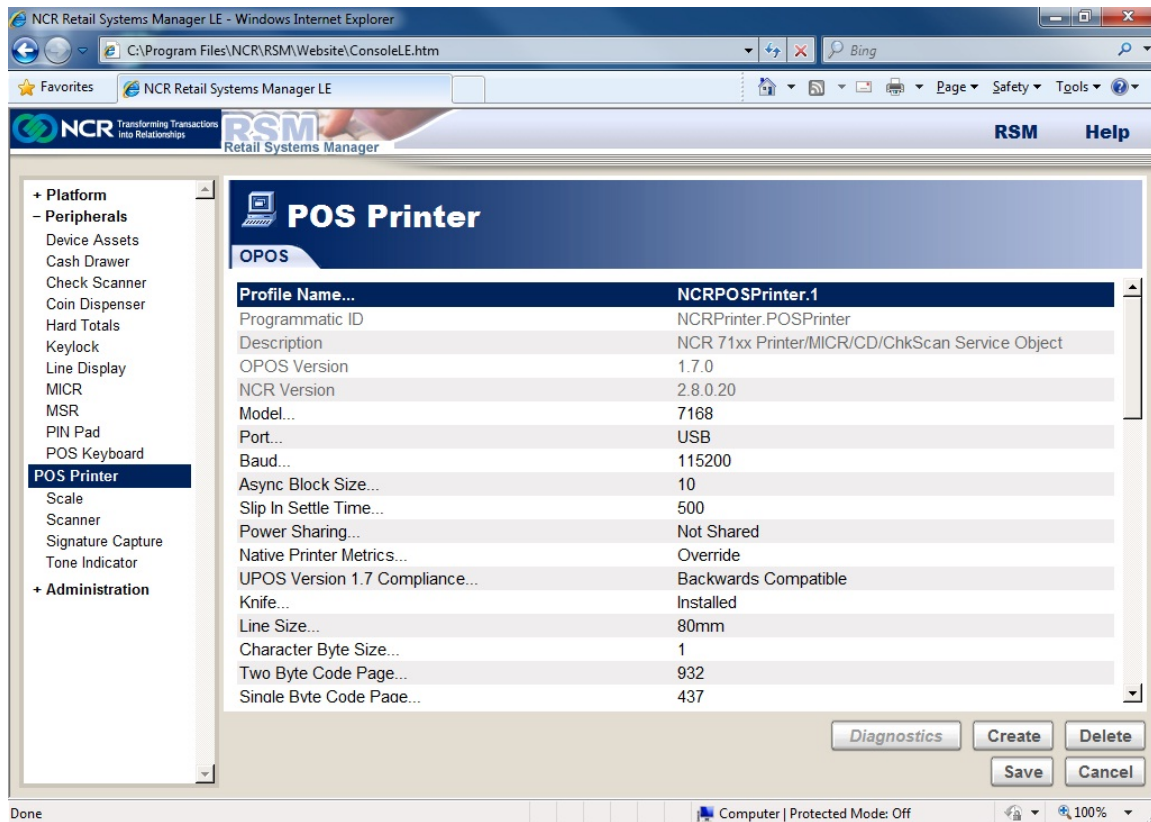 NCR Retail Systems Manager LE - Windows Internet Explorer
C:\Program Files\NCR\RSM\Website\ConsoleLE.htm
Bing
Favorites
NCR Retail Systems Manager LE
Page
Safety
Tools
NCR Transforming Transactions into Relationships
RSM
Retail Systems Manager
RSM
Help
+ Platform
– Peripherals
Device Assets
Cash Drawer
Check Scanner
Coin Dispenser
Hard Totals
Keylock
Line Display
MICR
MSR
PIN Pad
POS Keyboard
POS Printer
Scale
Scanner
Signature Capture
Tone Indicator
+ Administration
POS Printer
OPOS
Profile Name... NCRPOSPrinter.1
Programmatic ID NCRPrinter.POSPrinter
Description NCR 71xx Printer/MICR/CD/ChkScan Service Object
OPOS Version 1.7.0
NCR Version 2.8.0.20
Model... 7168
Port... USB
Baud... 115200
Async Block Size... 10
Slip In Settle Time... 500
Power Sharing... Not Shared
Native Printer Metrics... Override
UPOS Version 1.7 Compliance... Backwards Compatible
Knife... Installed
Line Size... 80mm
Character Byte Size... 1
Two Byte Code Page... 932
Single Byte Code Page... 437
Diagnostics
Create
Delete
Save
Cancel
Done
Computer | Protected Mode: Off
100%